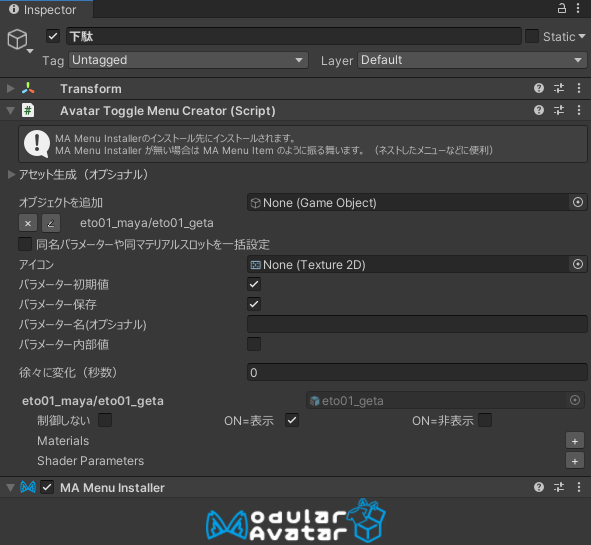 Inspector
下駄
Static
Tag Untagged Layer Default
Transform
# Avatar Toggle Menu Creator (Script)
MA Menu Installerのインストール先にインストールされます。
MA Menu Installer が無い場合は MA Menu Item のように振る舞います。（ネストしたメニューなどに便利）
アセット生成（オプショナル）
オブジェクトを追加 None (Game Object)
× ∠ eto01_maya/eto01_geta
同名パラメーターや同マテリアルスロットを一括設定
アイコン None (Texture 2D)
パラメーター初期値
パラメーター保存
パラメーター名(オプショナル)
パラメーター内部値
徐々に変化（秒数） 0
eto01_maya/eto01_geta eto01_geta
制御しない ON=表示 ON=非表示
Materials +
Shader Parameters +
MA Menu Installer
Modular
Avatar